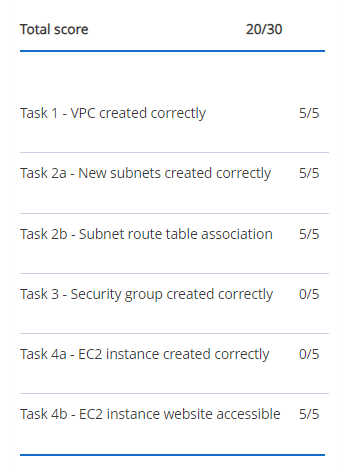 Total score 20/30
Task 1 - VPC created correctly 5/5
Task 2a - New subnets created correctly 5/5
Task 2b - Subnet route table association 5/5
Task 3 - Security group created correctly 0/5
Task 4a - EC2 instance created correctly 0/5
Task 4b - EC2 instance website accessible 5/5